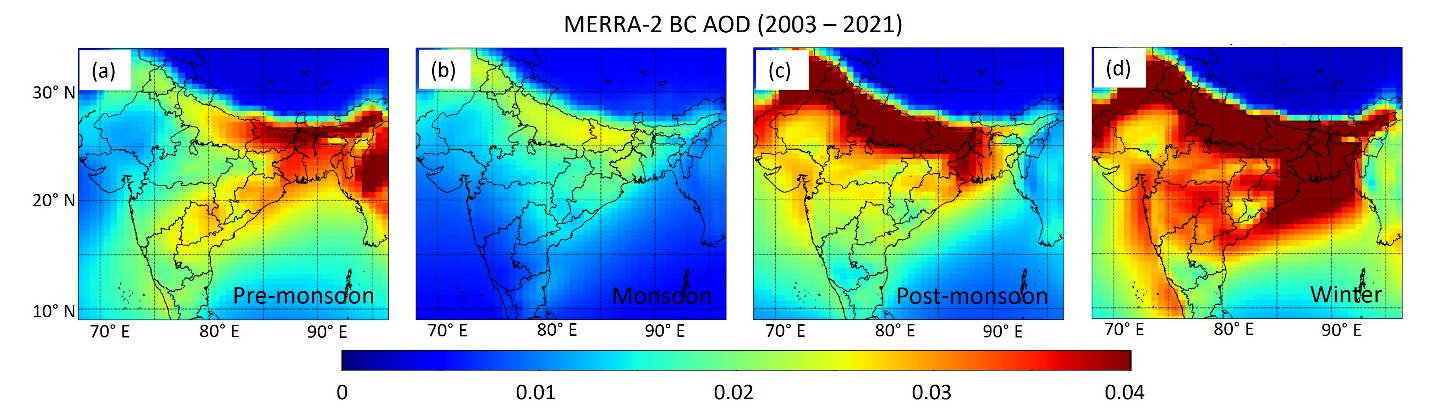 MERRA-2 BC AOD (2003 – 2021)
(a)
(b)
(c)
(d)
30° N
20° N
10° N
Pre-monsoon
Monsoon
Post-monsoon
Winter
70° E 80° E 90° E
70° E 80° E 90° E
70° E 80° E 90° E
70° E 80° E 90° E
0 0.01 0.02 0.03 0.04